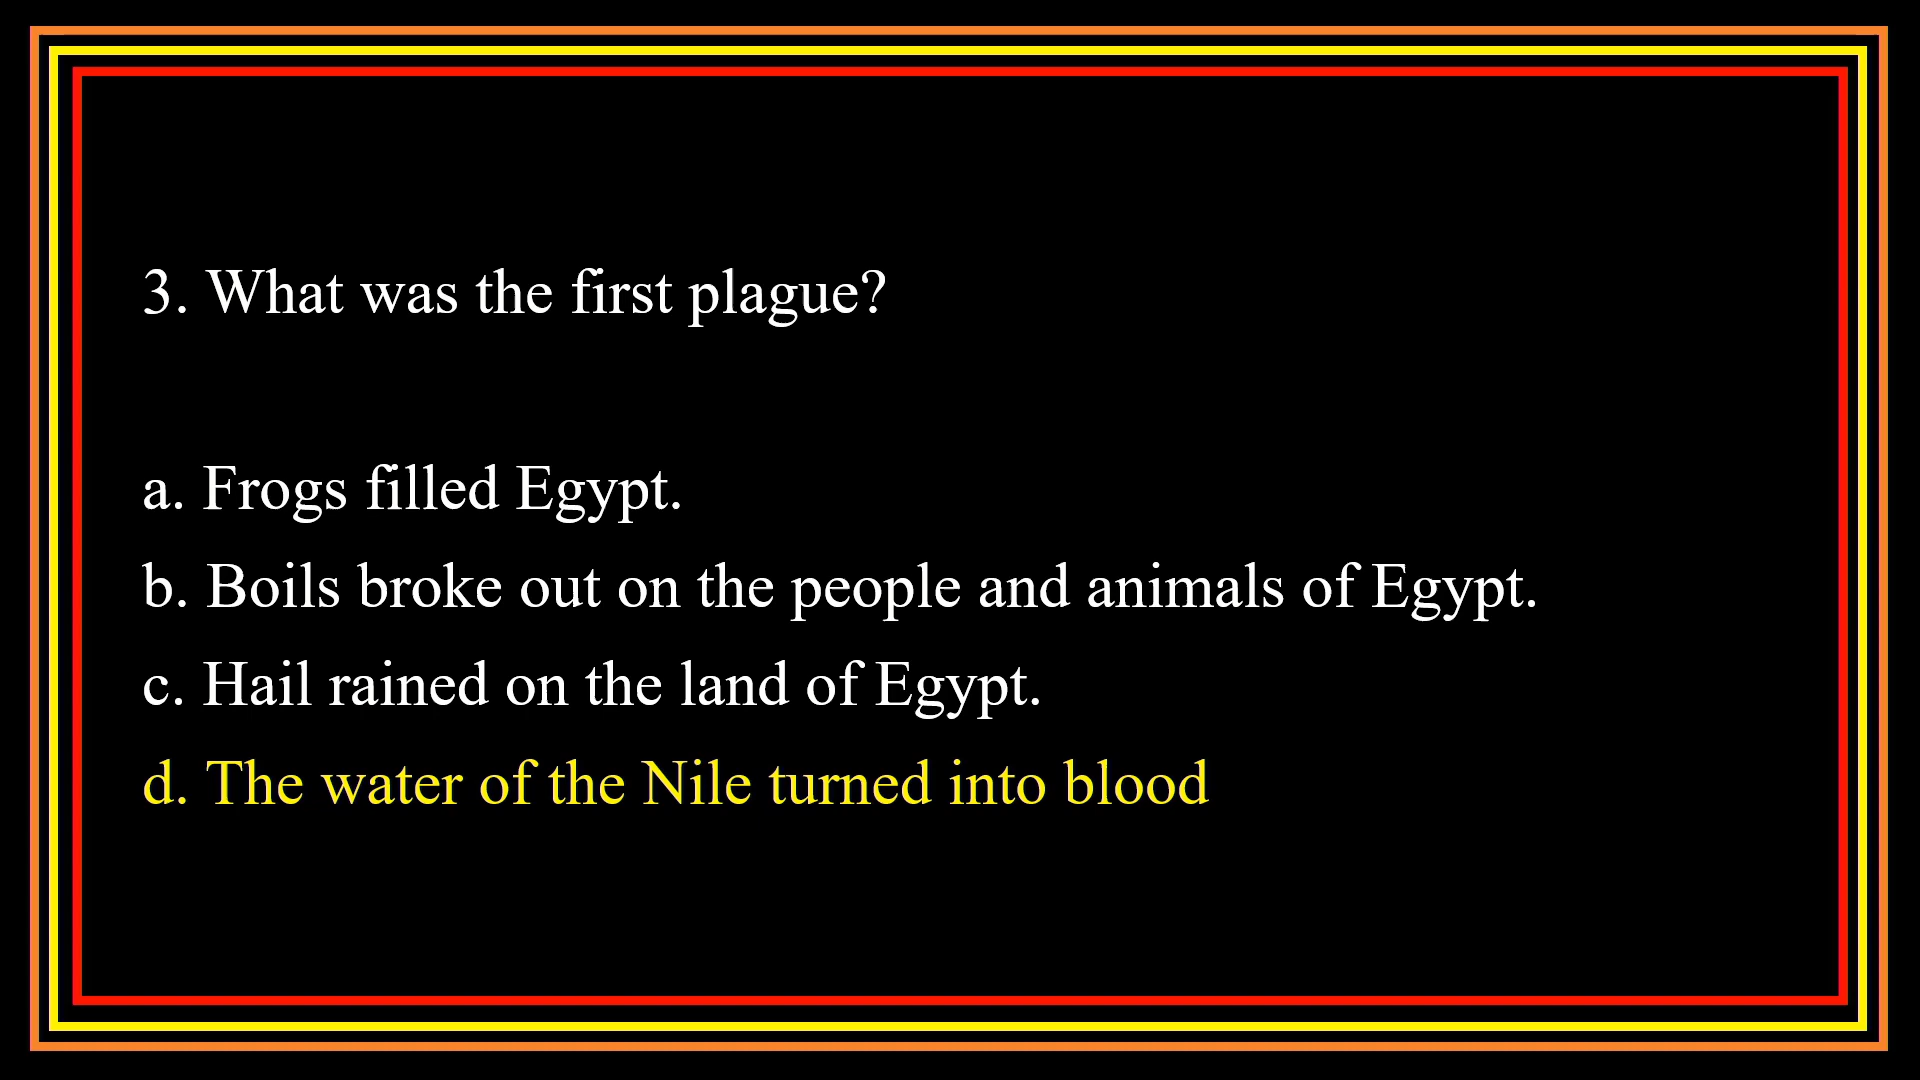 3. What was the first plague?
a. Frogs filled Egypt.
b. Boils broke out on the people and animals of Egypt.
c. Hail rained on the land of Egypt.
d. The water of the Nile turned into blood